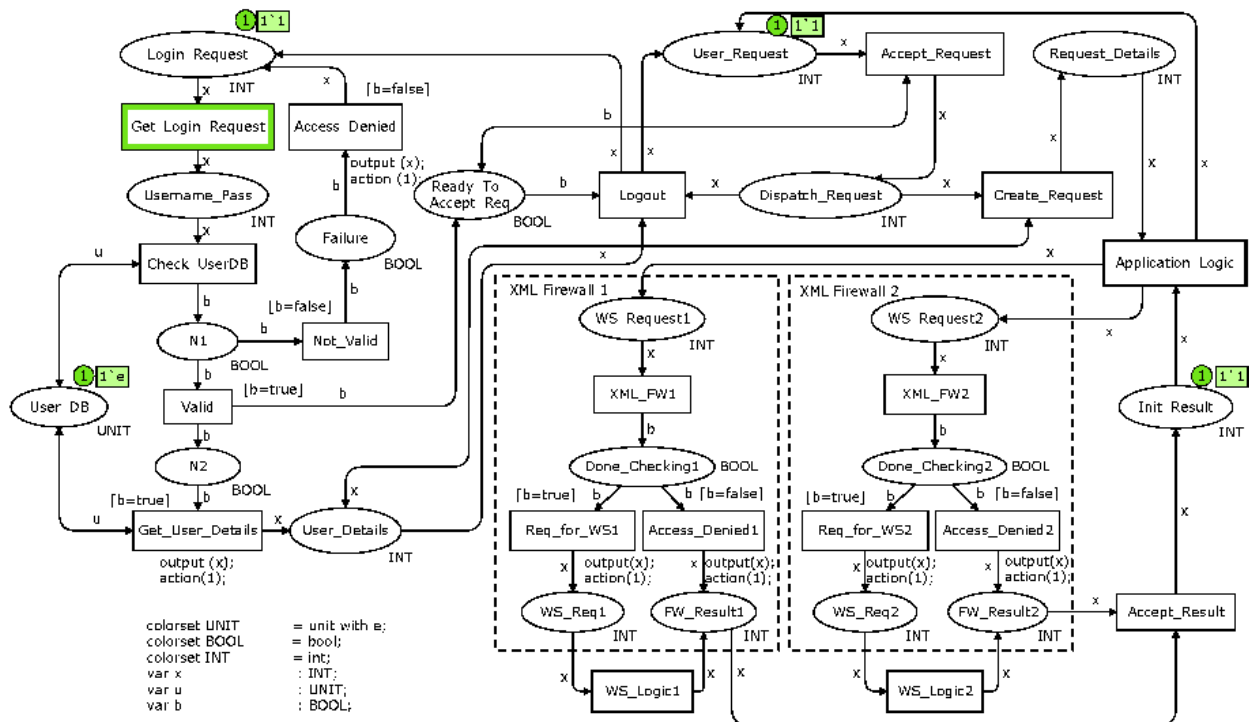 1 1`1
Login Request
INT
x
[b=false]
x
Get Login Request
Access Denied
x
output (x);
action (1);
b
Username_Pass
INT
x
Failure
BOOL
u
Check UserDB
b
b
[b=false]
N1
b
Not_Valid
BOOL
1 1`e
b
[b=true]
b
User DB
UNIT
Valid
b
N2
BOOL
[b=true]
b
u
Get_User_Details
x
User_Details
x
INT
output (x);
action(1);
1 1`1
User_Request
x
Accept_Request
INT
b
x
Request_Details
INT
x
x
x
x
x
Ready To
Accept Req
BOOL
b
Logout
x
Dispatch_Request
INT
x
Create_Request
x
x
Application Logic
x
x
XML Firewall 1
WS Request1
INT
x
XML_FW1
b
Done_Checking1
BOOL
[b=true]
b
b
[b=false]
Req_for_WS1
Access_Denied1
x
output(x);
action(1);
x
output(x);
action(1);
WS_Req1
INT
FW_Result1
INT
x
WS_Logic1
x
x
XML Firewall 2
WS Request2
INT
x
XML_FW2
b
Done_Checking2
BOOL
[b=true]
b
b
[b=false]
Req_for_WS2
Access_Denied2
x
output(x);
action(1);
x
output(x)
action(1);
WS_Req2
INT
FW_Result2
INT
x
WS_Logic2
x
x
Accept_Result
1 1`1
Init Result
INT
x
colorset UNIT = unit with e;
colorset BOOL = bool;
colorset INT = int;
var x : INT;
var u : UNIT;
var b : BOOL;